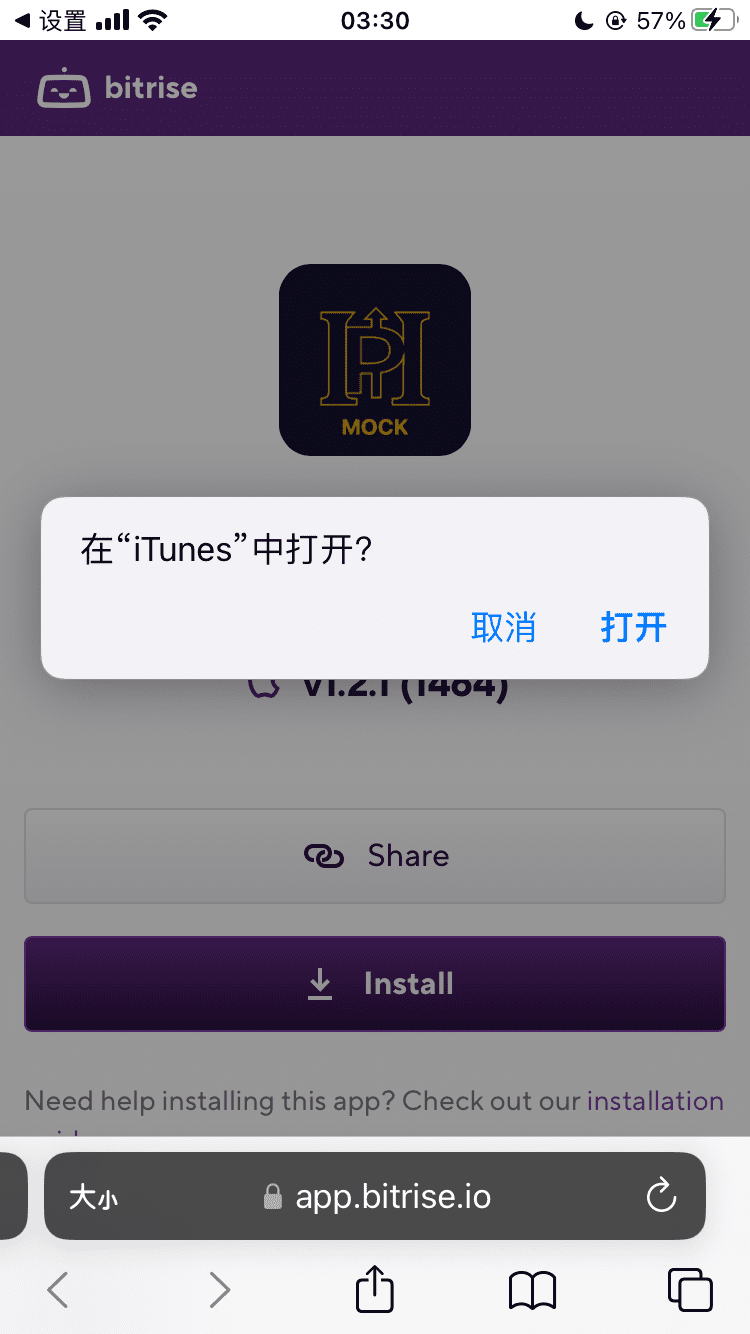 设置
03:30
57%
bitrise
HP
MOCK
在“iTunes”中打开?
取消
打开
v1.2.1 (1464)
Share
Install
Need help installing this app? Check out our installation
大小
app.bitrise.io